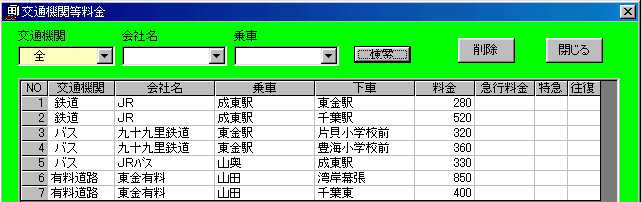 交通機関等料金
交通機関 会社名 乗車
全 検索 削除 閉じる
NO 交通機関 会社名 乗車 下車 料金 急行料金 特急 往復
1 鉄道 JR 成東駅 東金駅 280
2 鉄道 JR 成東駅 千葉駅 520
3 バス 九十九里鉄道 東金駅 片貝小学校前 320
4 バス 九十九里鉄道 東金駅 豊海小学校前 360
5 バス JRバス 山奥 成東駅 330
6 有料道路 東金有料 山田 湾岸幕張 850
7 有料道路 東金有料 山田 千葉東 400